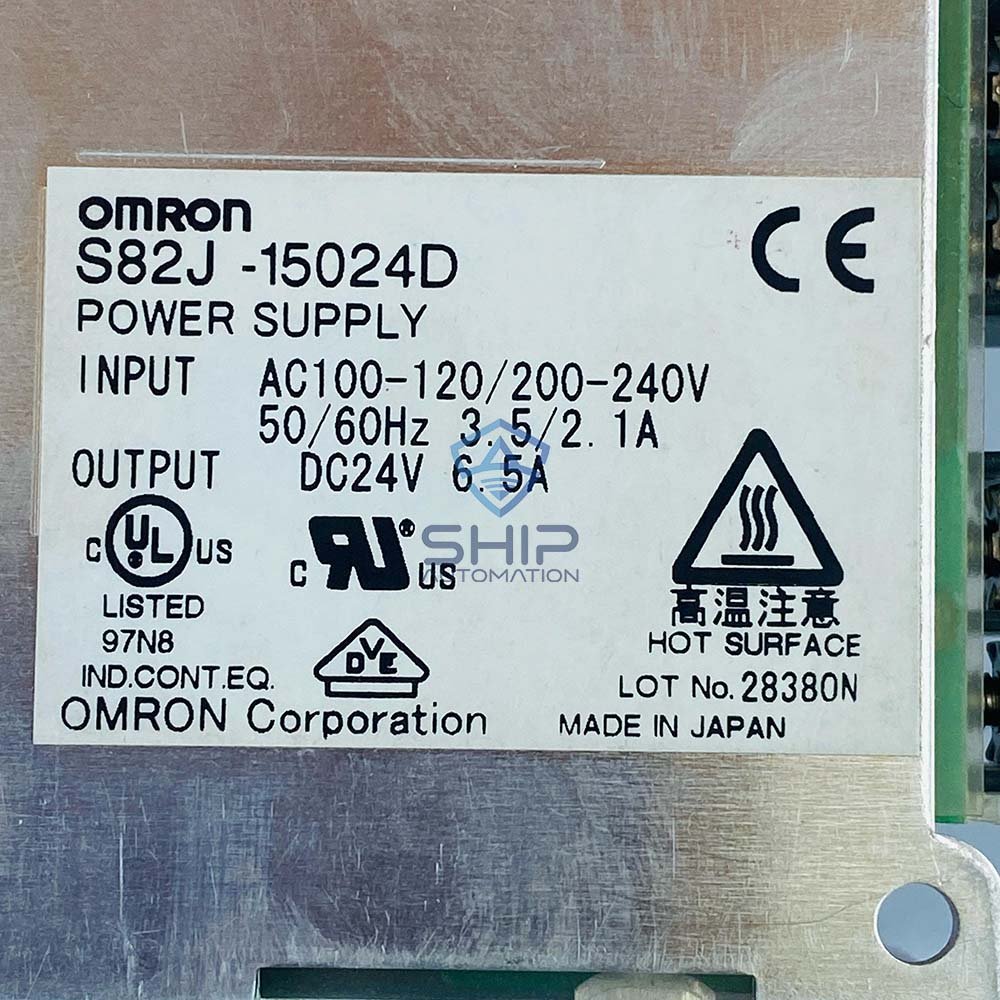 OMRON
S82J -15024D
POWER SUPPLY
INPUT AC100-120/200-240V
50/60Hz 3.5/2.1A
OUTPUT DC24V 6.5A
C UL US
LISTED
97N8
IND.CONT.EQ.
C RU® US
SHIP
AUTOMATION
DVE
CE
高温注意
HOT SURFACE
LOT No. 28380N
OMRON Corporation
MADE IN JAPAN